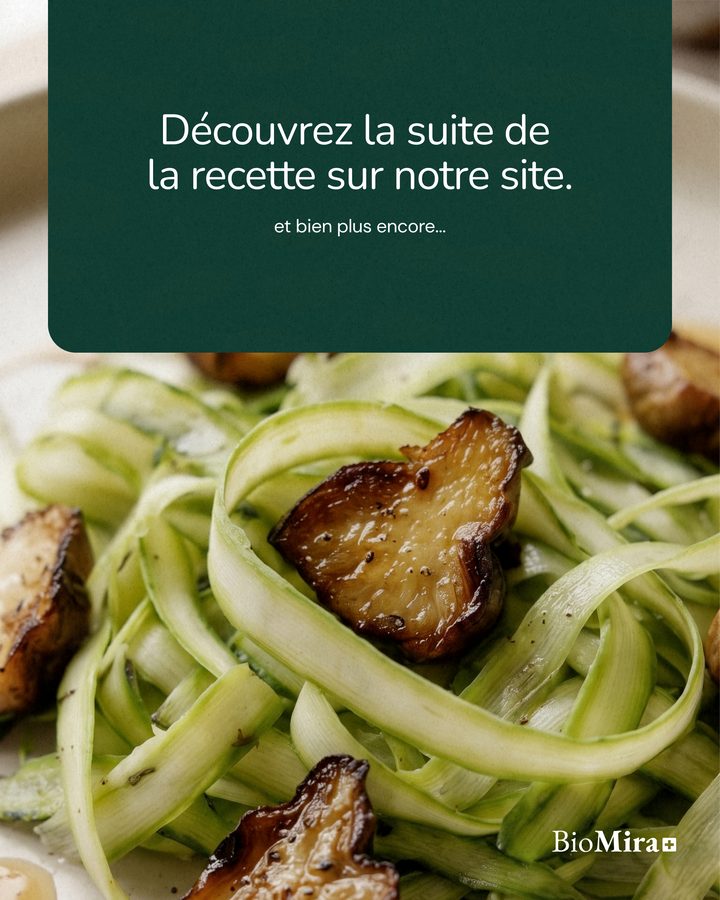 Découvrez la suite de
la recette sur notre site.
et bien plus encore...
BioMira